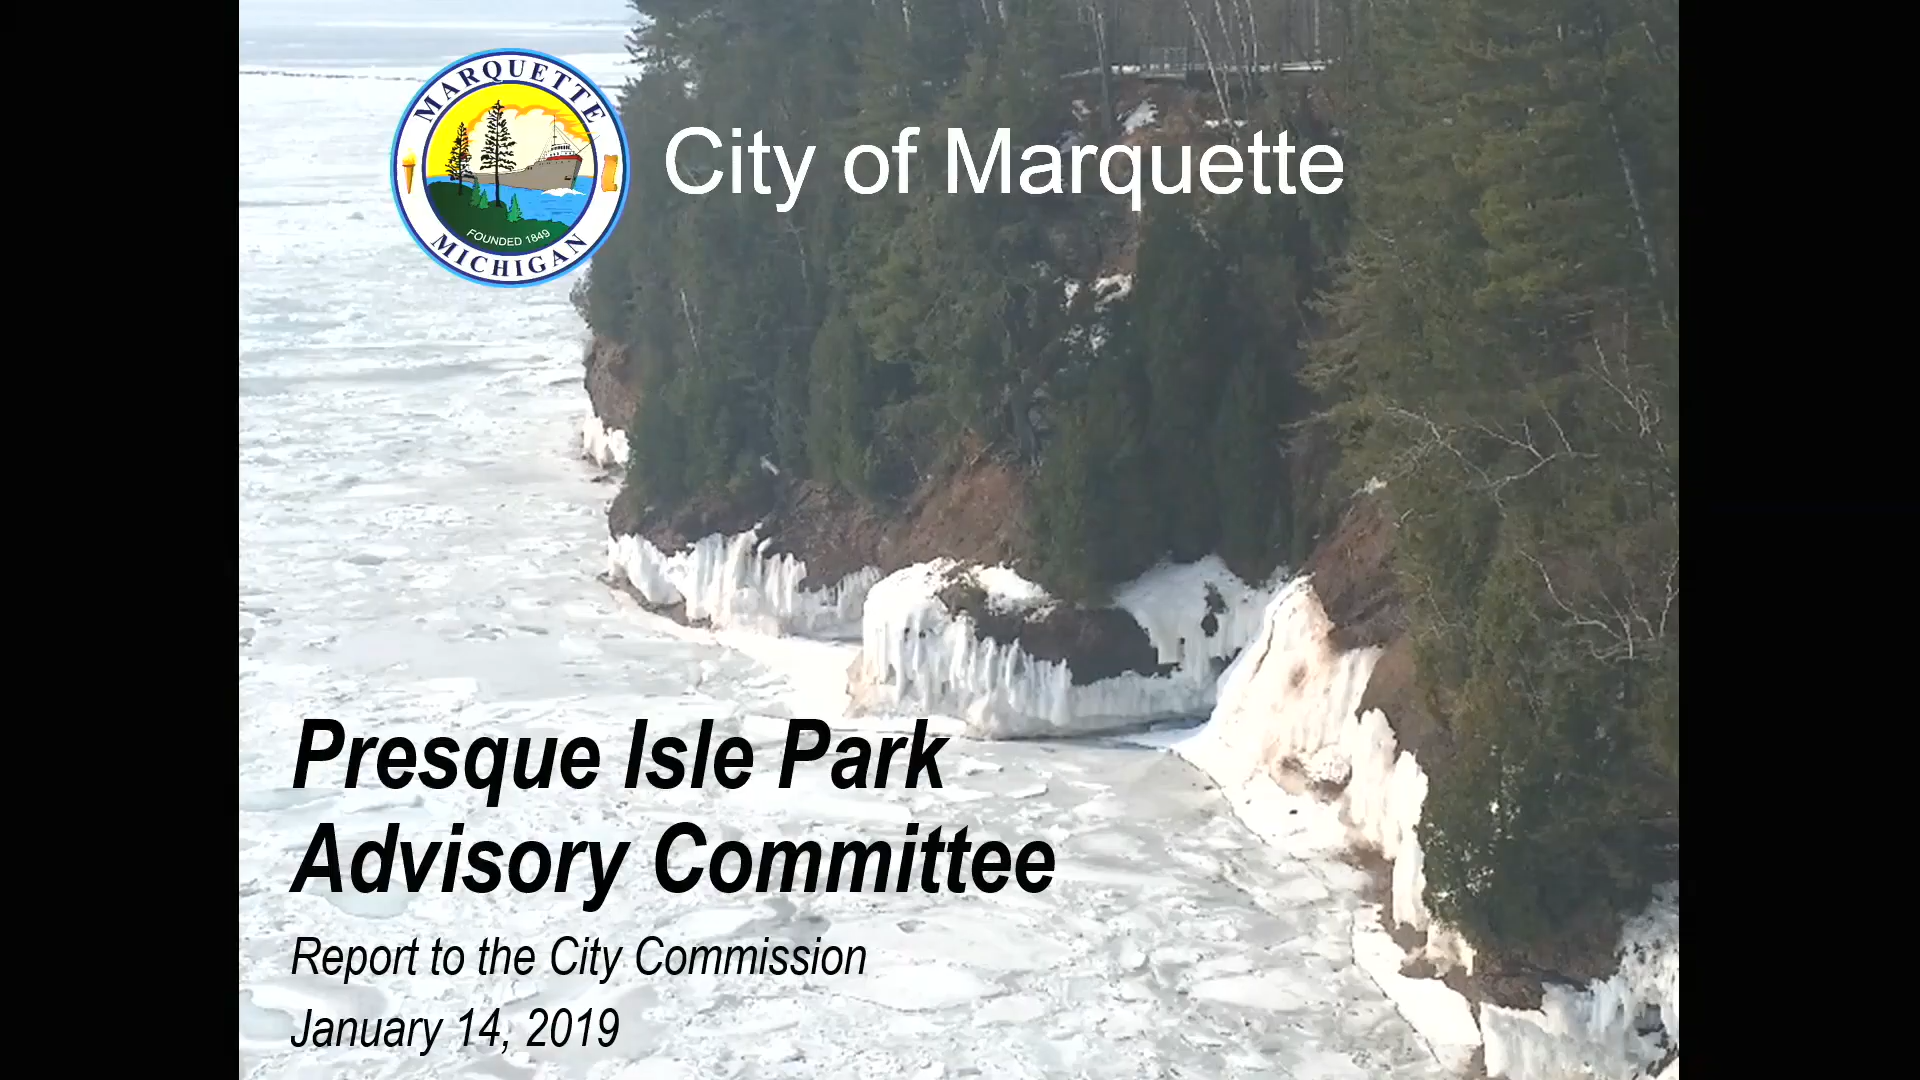 MARQUETTE
MICHIGAN
FOUNDED 1849
City of Marquette
Presque Isle Park
Advisory Committee
Report to the City Commission
January 14, 2019